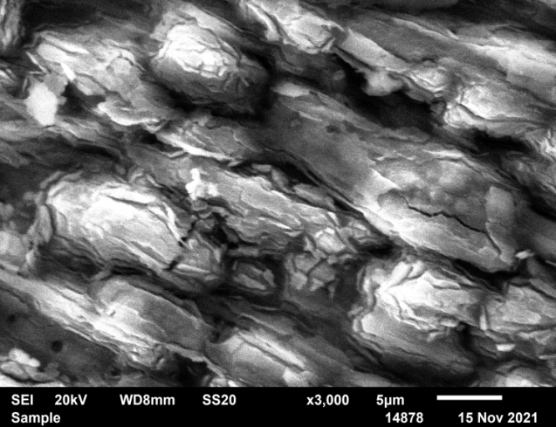 SEI 20kV WD8mm SS20 x3,000 5µm
Sample 14878 15 Nov 2021